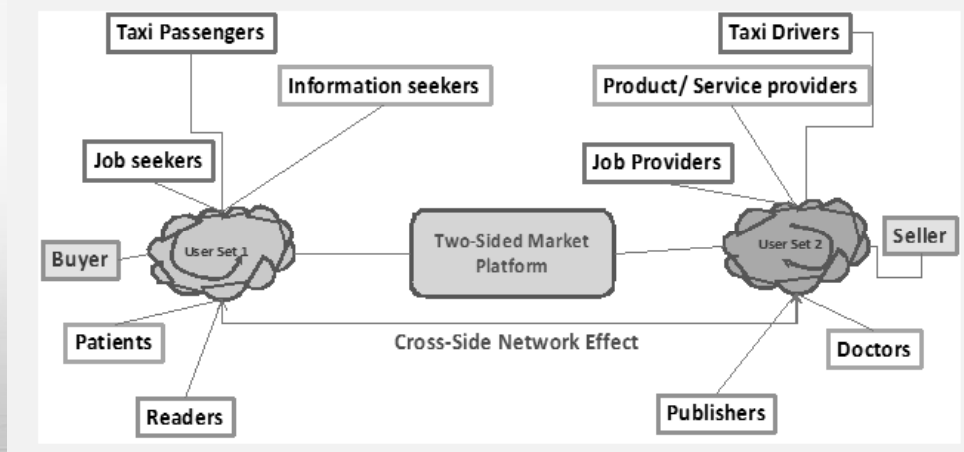 Taxi Passengers
Taxi Drivers
Information seekers
Product/ Service providers
Job seekers
Job Providers
Buyer
User Set 1
Two-Sided Market
Platform
User Set 2
Seller
Patients
Cross-Side Network Effect
Doctors
Readers
Publishers